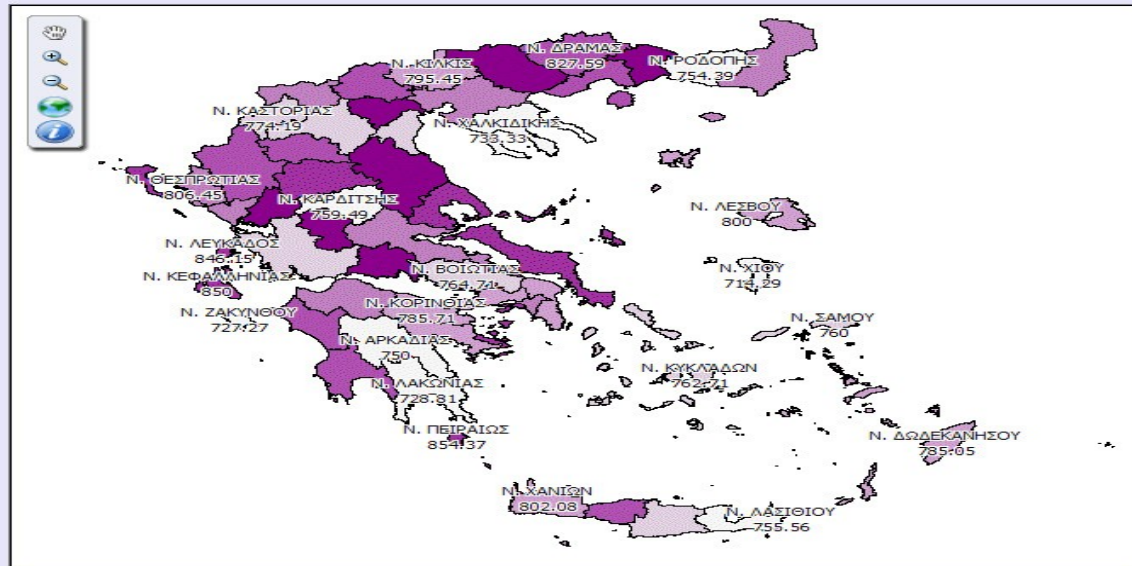 Ν. ΔΡΑΜΑΣ
827.59
Ν. ΚΙΛΚΙΣ
795.45
Ν. ΡΟΔΟΠΗΣ
754.39
Ν. ΚΑΣΤΟΡΙΑΣ
774.19
Ν. ΧΑΛΚΙΔΙΚΗΣ
733.33
Ν. ΘΕΣΠΡΩΤΙΑΣ
806.45
Ν. ΚΑΡΔΙΤΣΗΣ
759.49
Ν. ΛΕΣΒΟΥ
800
Ν. ΛΕΥΚΑΔΟΣ
846.15
Ν. ΒΟΙΩΤΙΑΣ
764.71
Ν. ΧΙΟΥ
714.29
Ν. ΚΕΦΑΛΛΗΝΙΑΣ
850
Ν. ΚΟΡΙΝΘΙΑΣ
785.71
Ν. ΖΑΚΥΝΘΟΥ
727.27
Ν. ΣΑΜΟΥ
760
Ν. ΑΡΚΑΔΙΑΣ
750
Ν. ΚΥΚΛΑΔΩΝ
762.71
Ν. ΛΑΚΩΝΙΑΣ
728.81
Ν. ΠΕΙΡΑΙΩΣ
854.37
Ν. ΔΩΔΕΚΑΝΗΣΟΥ
785.05
Ν. ΧΑΝΙΩΝ
802.08
Ν. ΛΑΣΙΘΙΟΥ
755.56